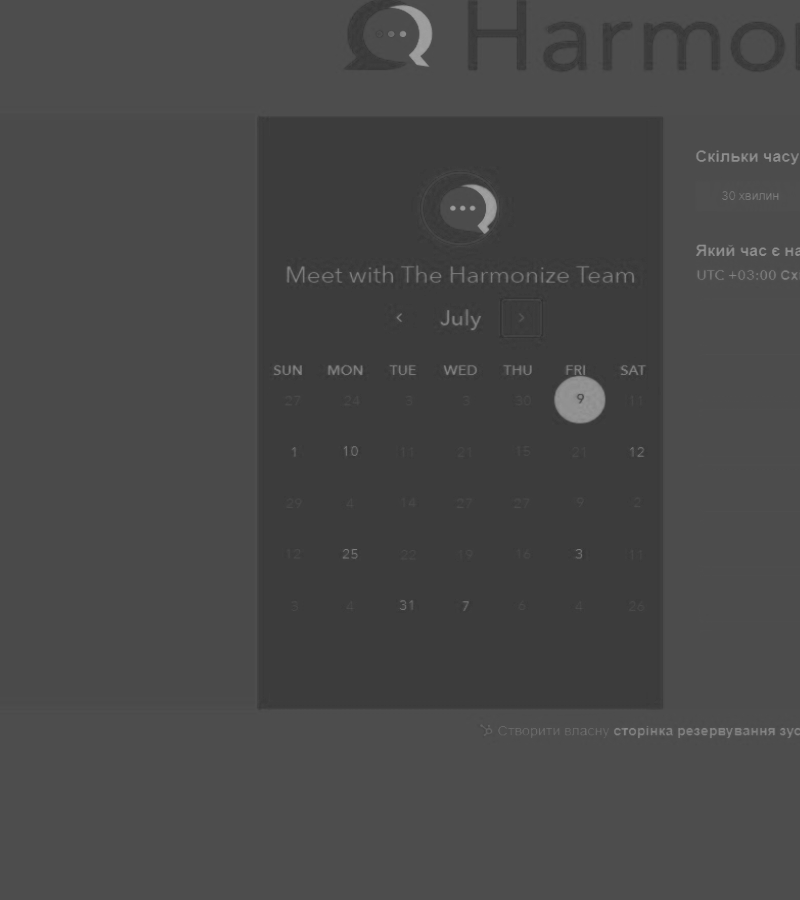 Harmo
Скільки часу
30 хвилин
Який час є на
UTC +03:00 Схі
Meet with The Harmonize Team
‹ July ›
SUN MON TUE WED THU FRI SAT
27 24 3 3 30 9 11
1 10 11 21 15 21 12
29 4 14 27 27 9 2
12 25 22 19 16 3 11
3 4 31 7 6 4 26
Створити власну сторінка резервування зус